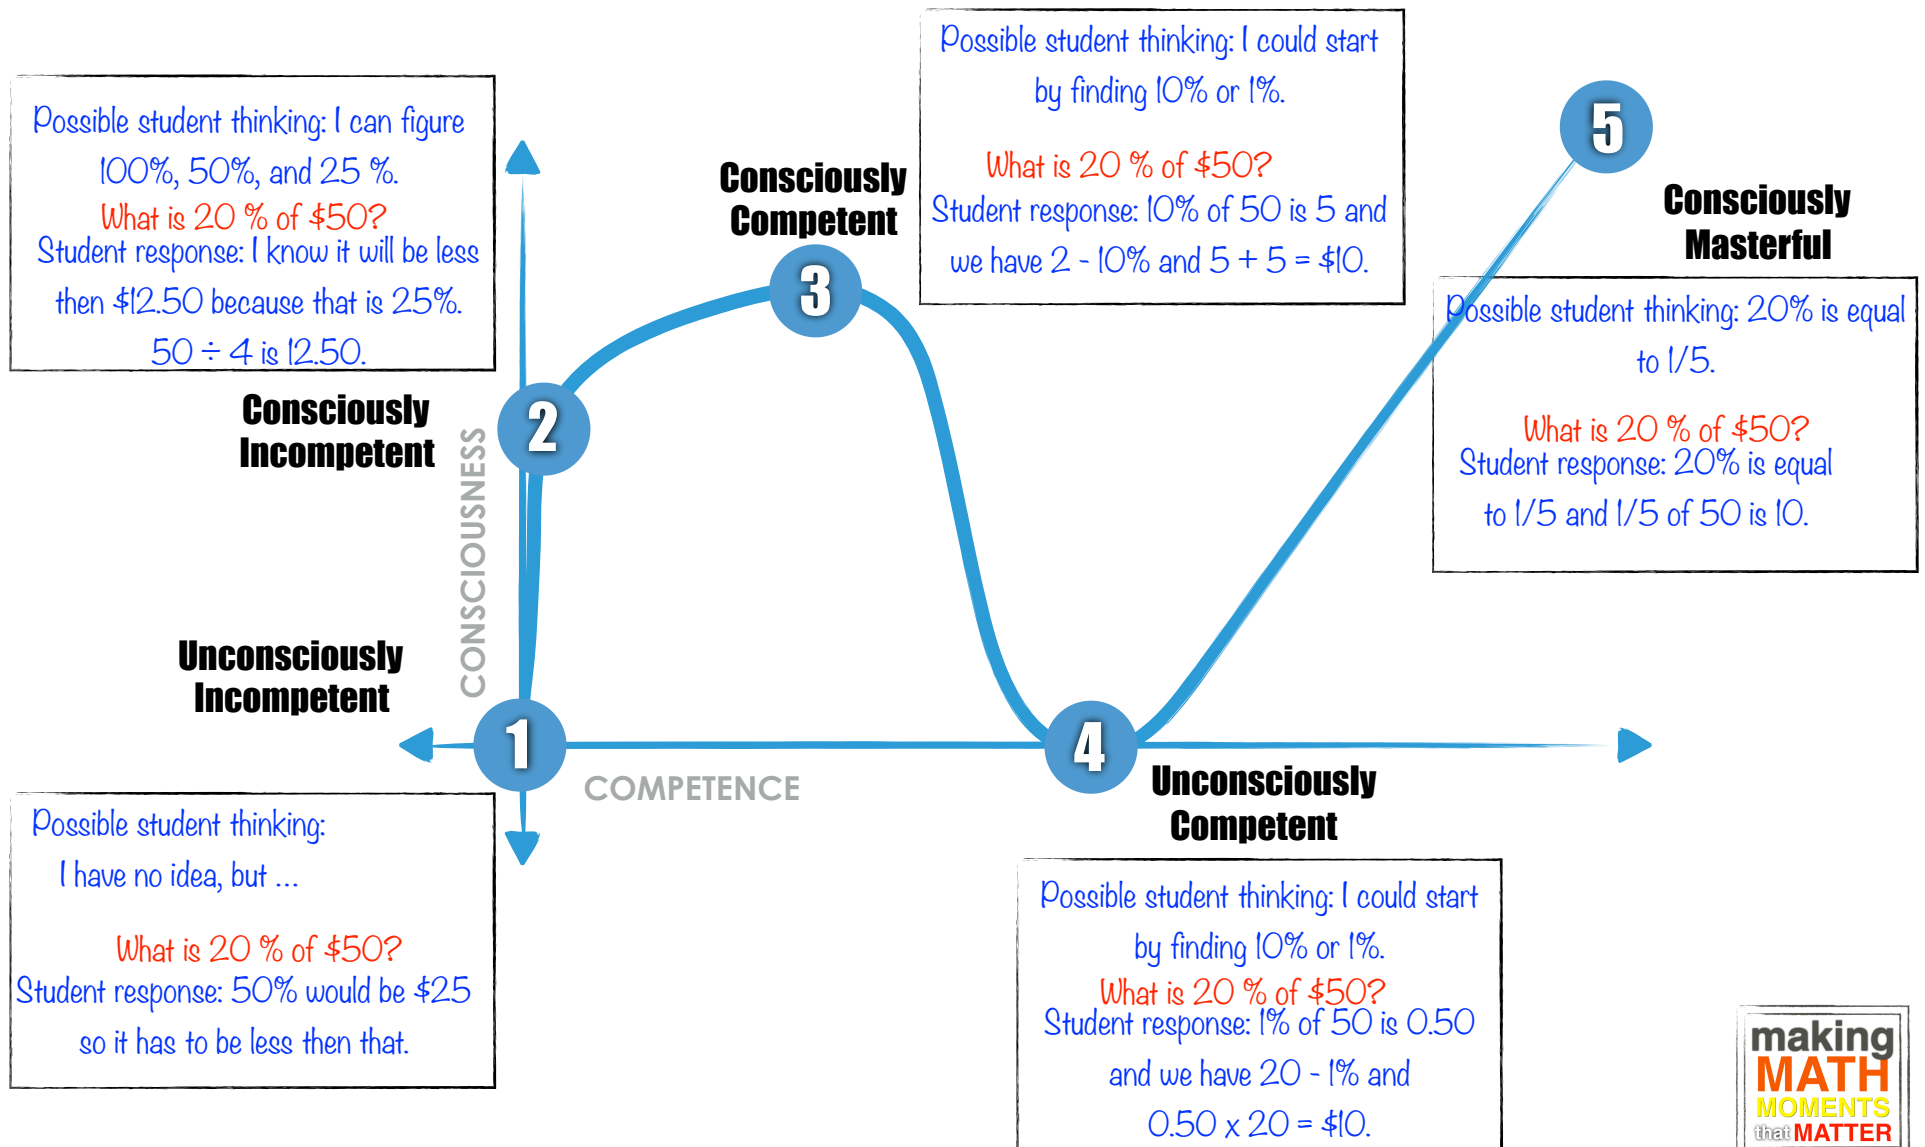 Possible student thinking: I can figure
100%, 50%, and 25 %.
What is 20 % of $50?
Student response: I know it will be less
then $12.50 because that is 25%.
50 ÷ 4 is 12.50.
Consciously
Incompetent
2
Possible student thinking: I could start
by finding 10% or 1%.
What is 20 % of $50?
Student response: 10% of 50 is 5 and
we have 2 - 10% and 5 + 5 = $10.
Consciously
Competent
3
5
Consciously
Masterful
Possible student thinking: 20% is equal
to 1/5.
What is 20 % of $50?
Student response: 20% is equal
to 1/5 and 1/5 of 50 is 10.
CONSCIOUSNESS
Unconsciously
Incompetent
1
COMPETENCE
4
Unconsciously
Competent
Possible student thinking:
I have no idea, but ...
What is 20 % of $50?
Student response: 50% would be $25
so it has to be less then that.
Possible student thinking: I could start
by finding 10% or 1%.
What is 20 % of $50?
Student response: 1% of 50 is 0.50
and we have 20 - 1% and
0.50 x 20 = $10.
making
MATH
MOMENTS
that MATTER